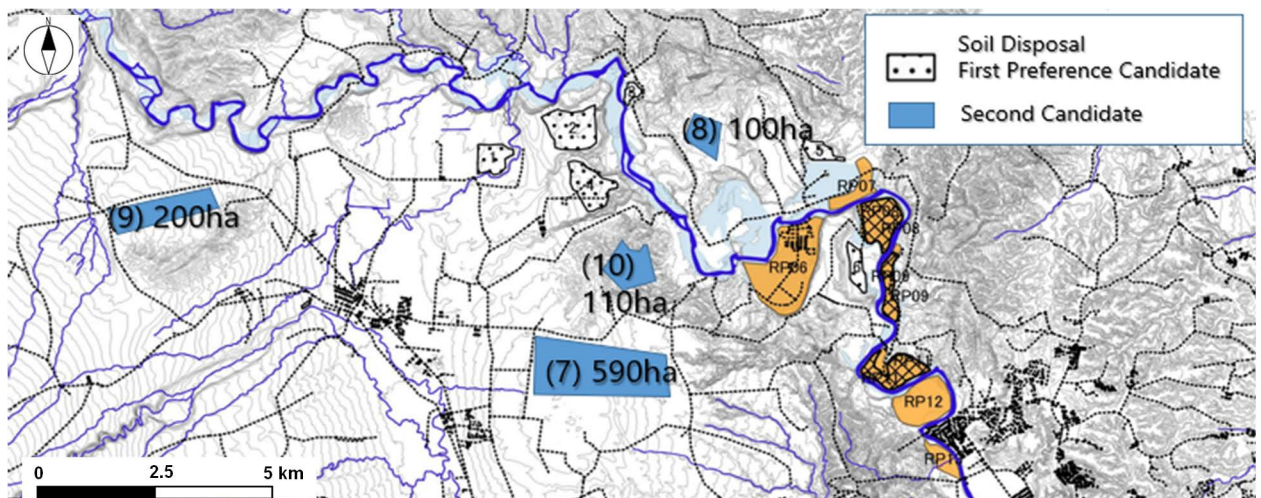 N
Soil Disposal
First Preference Candidate
Second Candidate
(8) 100ha
(9) 200ha
(10)
110ha
(7) 590ha
RP07
RP06
RP09
RP12
RP1
0 2.5 5 km